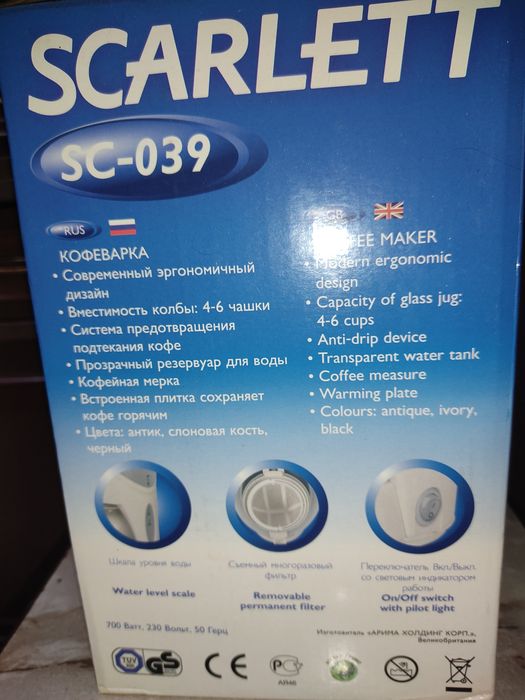 SCARLETT
SC-039
RUS
КОФЕВАРКА
• Современный эргономичный
дизайн
• Вместимость колбы: 4-6 чашки
• Система предотвращения
подтекания кофе
• Прозрачный резервуар для воды
• Кофейная мерка
• Встроенная плитка сохраняет
кофе горячим
• Цвета: антик, слоновая кость,
черный
GB
COFFEE MAKER
• Modern ergonomic
design
• Capacity of glass jug:
4-6 cups
• Anti-drip device
• Transparent water tank
• Coffee measure
• Warming plate
• Colours: antique, ivory,
black
Шкала уровня воды
Water level scale
Съемный многоразовый
фильтр
Removable
permanent filter
Переключатель Вкл/Выкл
со световым индикатором
работы
On/Off switch
with pilot light
700 Ватт, 230 Вольт, 50 Герц
Изготовитель «АРИМА ХОЛДИНГ КОРП.»,
Великобритания
TUV
GS
CE